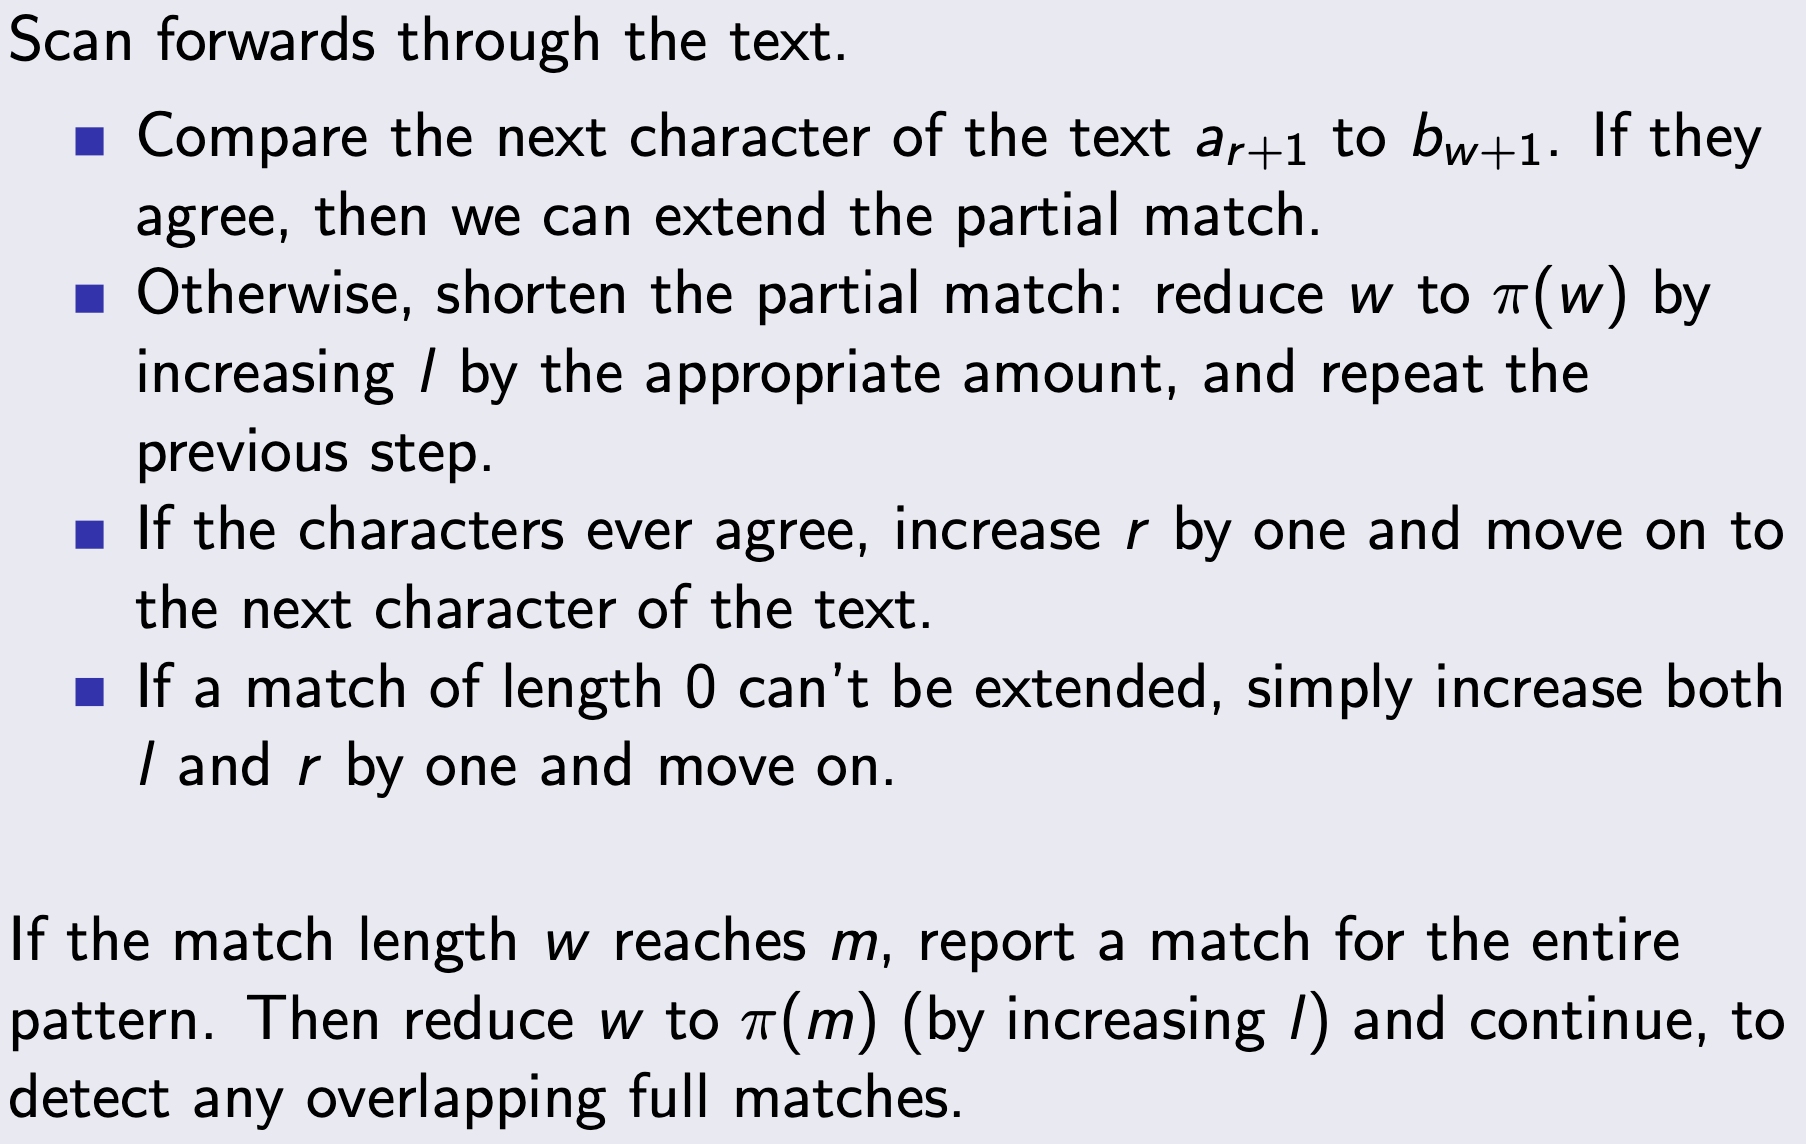 Scan forwards through the text.
■ Compare the next character of the text a_{r+1} to b_{w+1}. If they
agree, then we can extend the partial match.
■ Otherwise, shorten the partial match: reduce w to π(w) by
increasing l by the appropriate amount, and repeat the
previous step.
■ If the characters ever agree, increase r by one and move on to
the next character of the text.
■ If a match of length 0 can't be extended, simply increase both
l and r by one and move on.
If the match length w reaches m, report a match for the entire
pattern. Then reduce w to π(m) (by increasing l) and continue, to
detect any overlapping full matches.